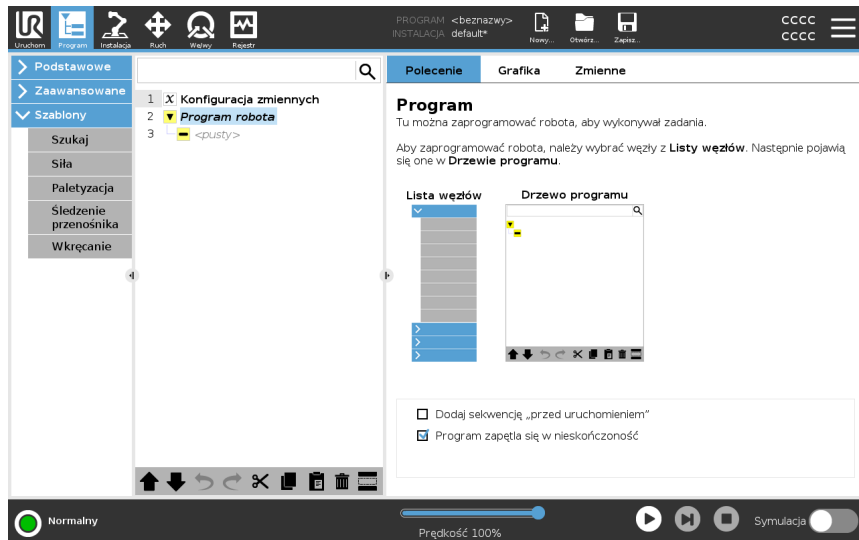 UR
PROGRAM <beznazwy>
INSTALACJA default*
CCCC
CCCC
Uruchom Program Instalacja Ruch We/wy Rejestr
Nowy... Otwórz... Zapisz...
Podstawowe
Zaawansowane
Szablony
Szukaj
Siła
Paletyzacja
Śledzenie
przenośnika
Wkręcanie
1 X Konfiguracja zmiennych
2 Program robota
3 <pusty>
Polecenie Grafika Zmienne
Program
Tu można zaprogramować robota, aby wykonywał zadania.
Aby zaprogramować robota, należy wybrać węzły z Listy węzłów. Następnie pojawią
się one w Drzewie programu.
Lista węzłów Drzewo programu
Dodaj sekwencję „przed uruchomieniem”
Program zapętla się w nieskończoność
Normalny
Prędkość 100%
Symulacja